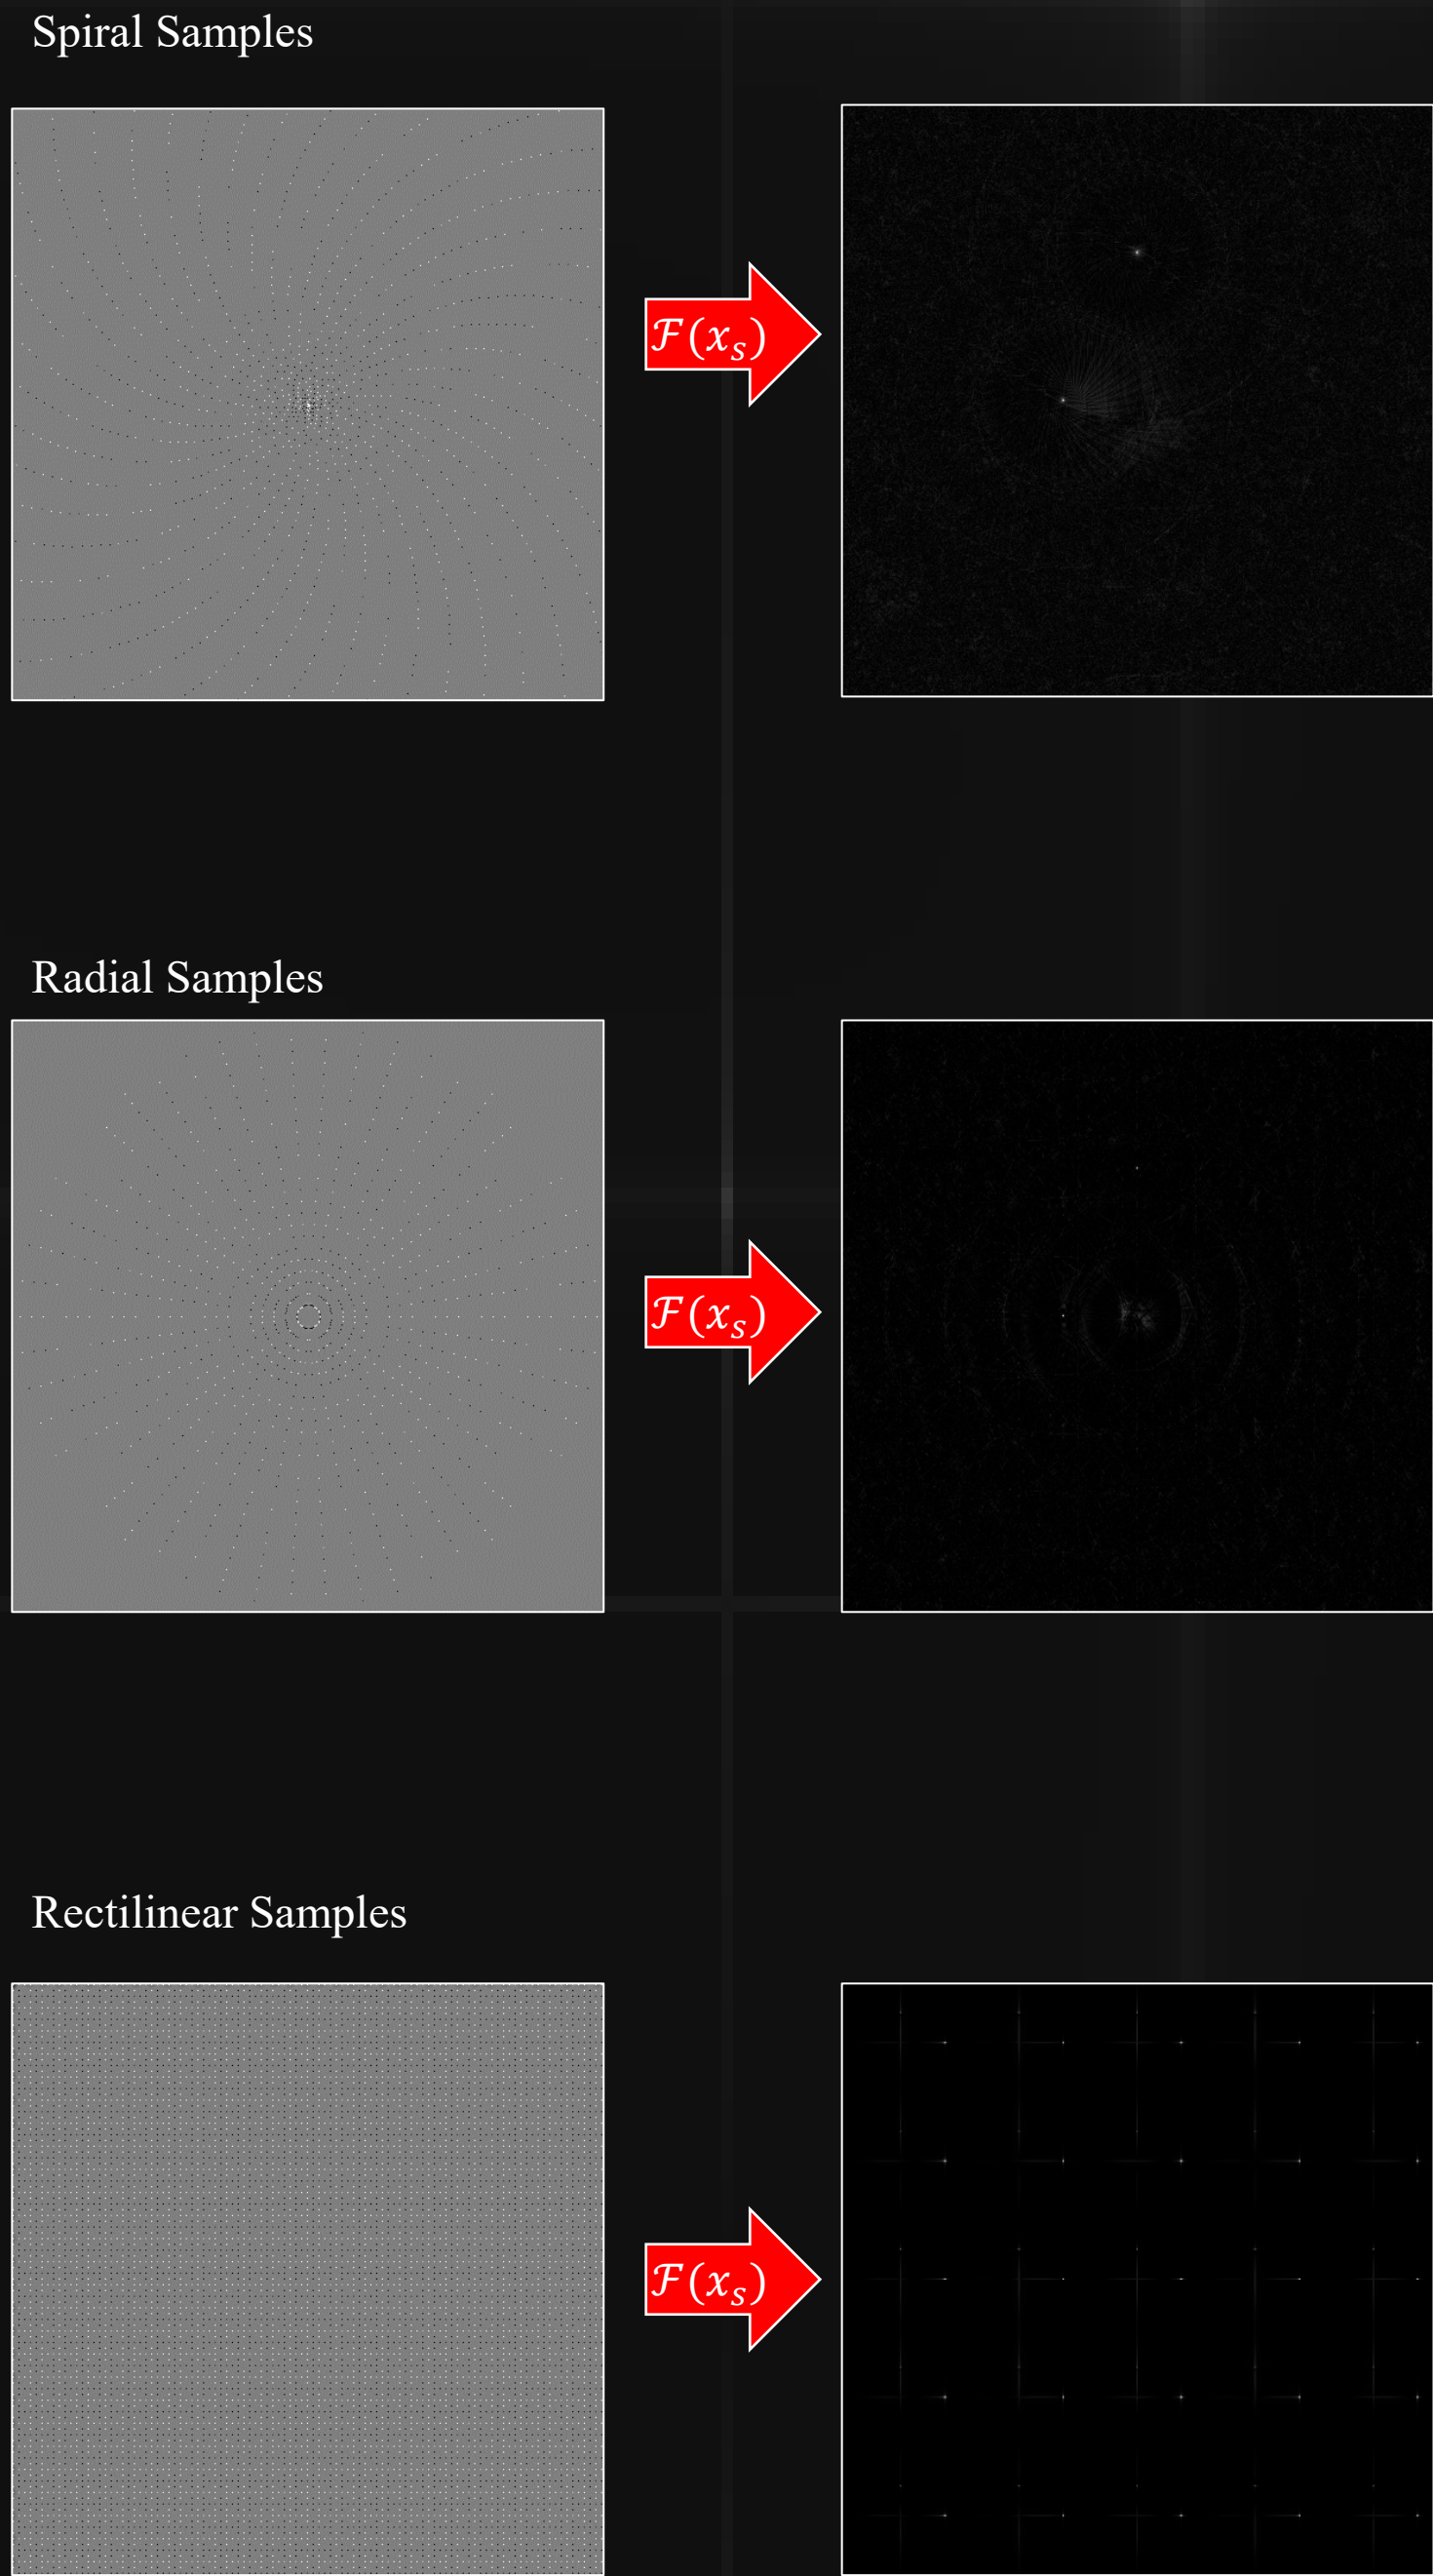 Spiral Samples
ℱ(𝑥ₛ)
Radial Samples
ℱ(𝑥ₛ)
Rectilinear Samples
ℱ(𝑥ₛ)